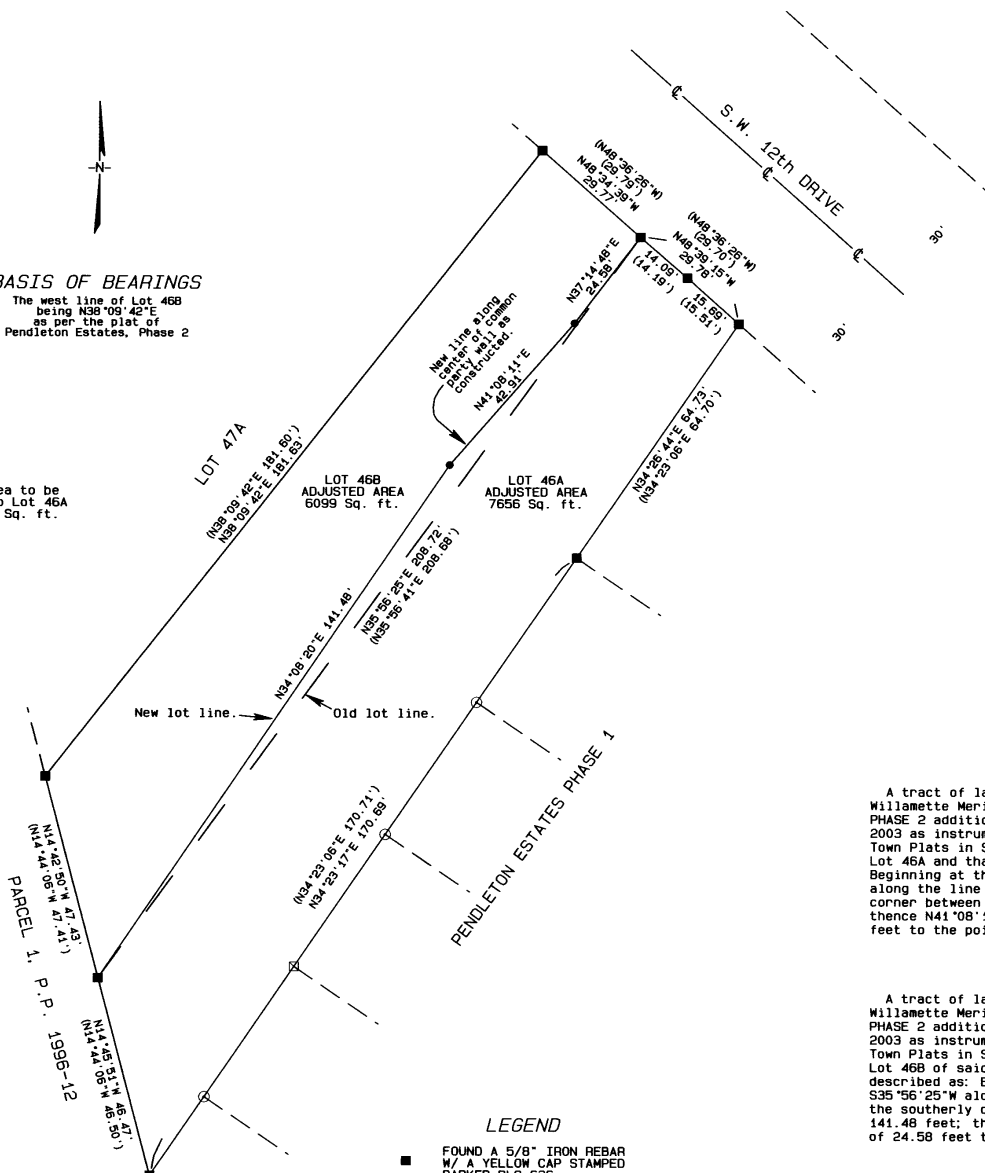 S.W. 12th DRIVE
30'
30'
-N-
BASIS OF BEARINGS
The west line of Lot 46B
being N38°09'42"E
as per the plat of
Pendleton Estates, Phase 2
(N48°36'26"W)
(29.79')
N48°34'39"W
29.77'
(N48°36'26"W)
(29.70')
N48°39'15"W
29.78'
14.09'
(14.19')
15.69'
(15.51')
N37°14'48"E
24.58'
New line along
center of common
party wall as
constructed.
N41°08'11"E
42.91'
N34°26'44"E 64.73'
(N34°23'06"E 64.70')
LOT 47A
(N38°09'42"E 181.60')
N38°09'42"E 181.63'
LOT 46B
ADJUSTED AREA
6099 Sq. ft.
LOT 46A
ADJUSTED AREA
7656 Sq. ft.
ea to be
Lot 46A
Sq. ft.
N35°56'25"E 208.72'
(N35°56'41"E 208.68')
N34°08'20"E 141.48'
New lot line.
Old lot line.
(N34°23'06"E 170.71')
N34°23'17"E 170.69'
PENDLETON ESTATES PHASE 1
N14°42'50"W 47.43'
(N14°44'06"W 47.41')
PARCEL 1, P.P. 1996-12
N14°45'51"W 46.47'
(N14°44'06"W 46.50')
A tract of la
Willamette Meri
PHASE 2 additio
2003 as instrum
Town Plats in S
Lot 46A and tha
Beginning at th
along the line
corner between
thence N41°08'
feet to the poi
A tract of la
Willamette Meri
PHASE 2 additio
2003 as instrum
Town Plats in S
Lot 46B of said
described as: B
S35°56'25"W alo
the southerly c
141.48 feet; th
of 24.58 feet t
LEGEND
FOUND A 5/8" IRON REBAR
W/ A YELLOW CAP STAMPED